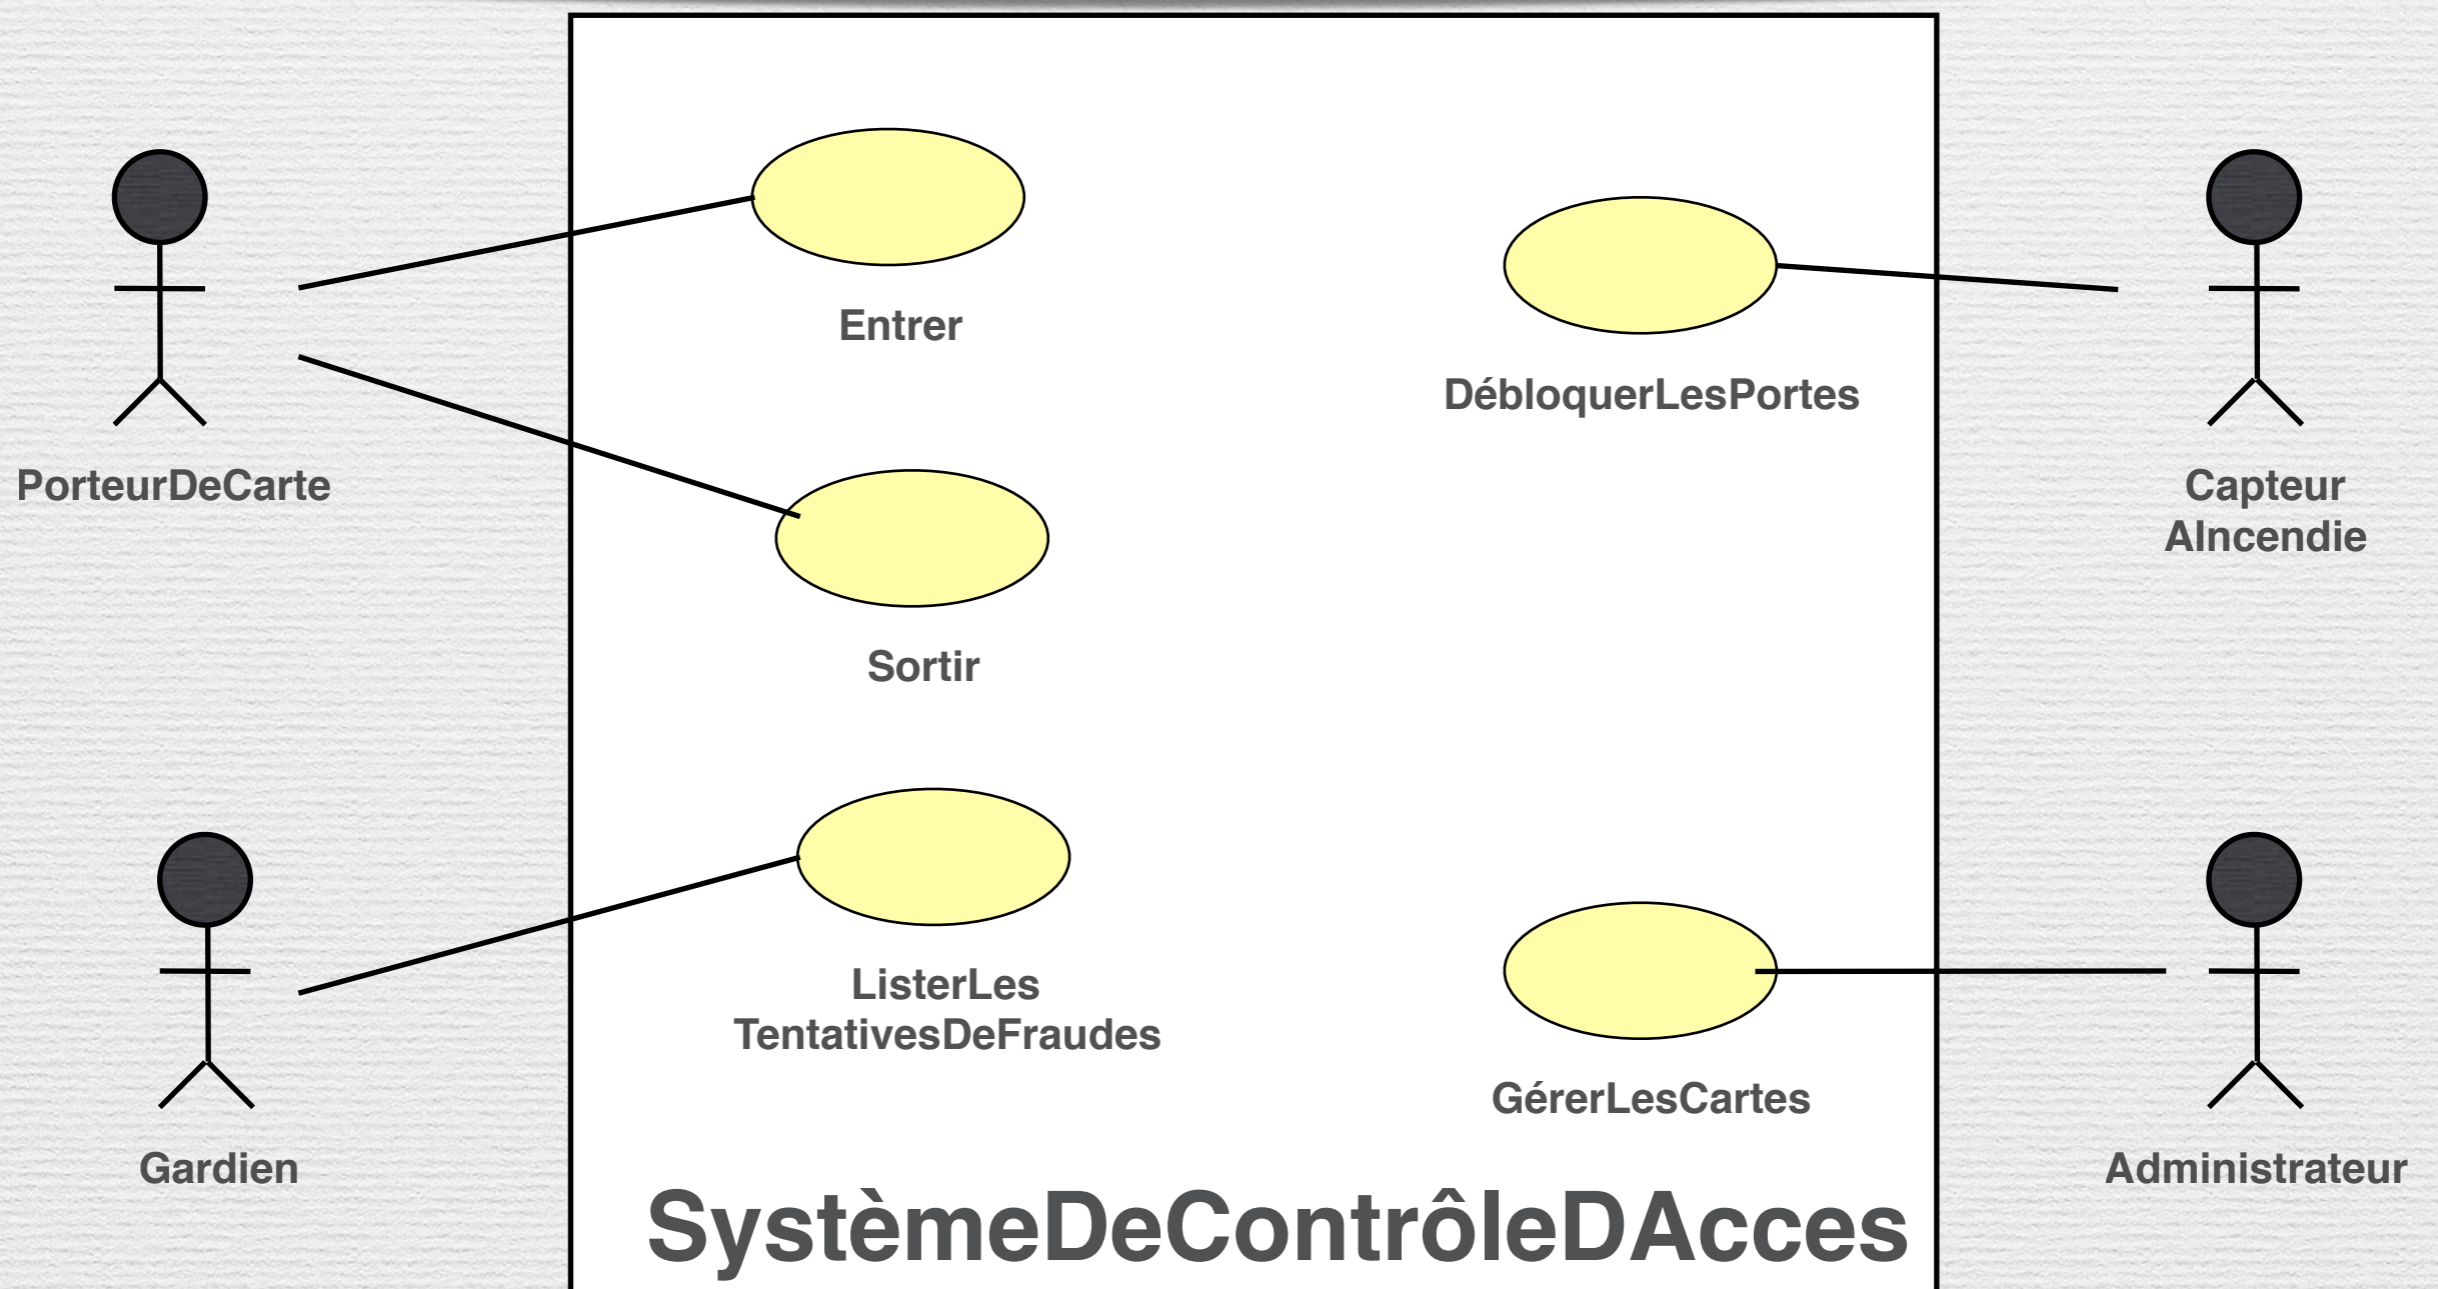 Entrer
DébloquerLesPortes
PorteurDeCarte
Capteur
AIncendie
Sortir
ListerLes
TentativesDeFraudes
GérerLesCartes
Gardien
Administrateur
SystèmeDeContrôleDAcces